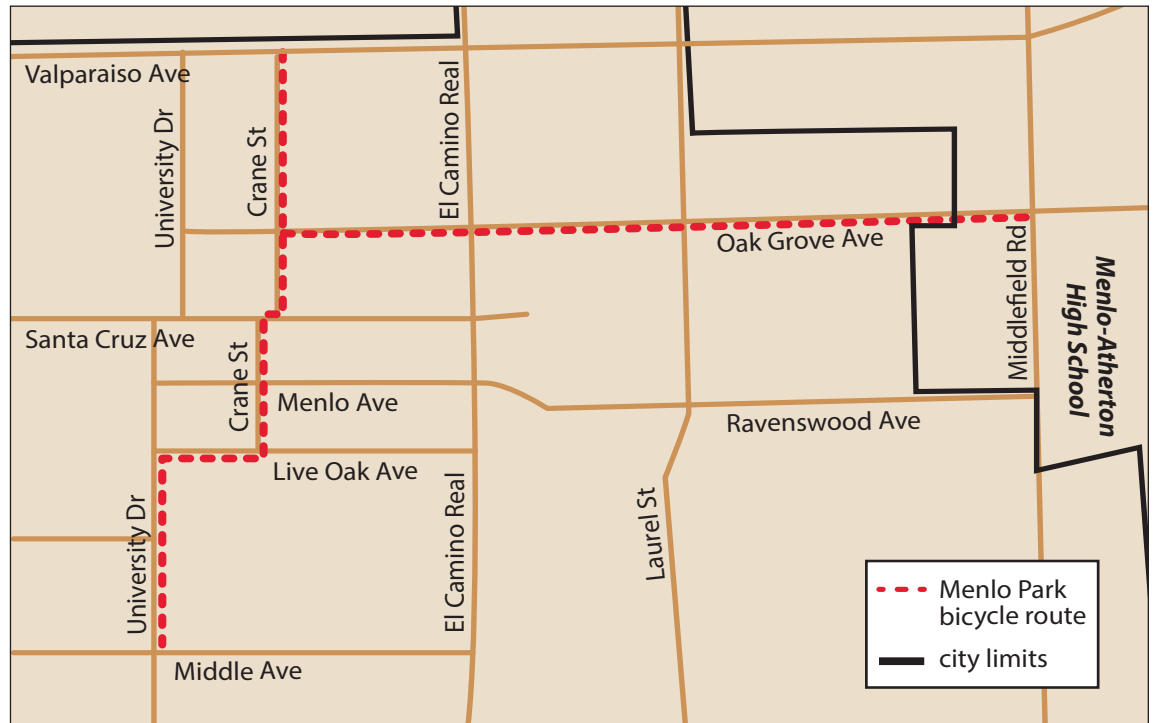 Valparaiso Ave
University Dr
Crane St
El Camino Real
Oak Grove Ave
Middlefield Rd
Menlo-Atherton
High School
Santa Cruz Ave
Crane St
Menlo Ave
Ravenswood Ave
Live Oak Ave
University Dr
El Camino Real
Laurel St
Middle Ave
Menlo Park
bicycle route
city limits